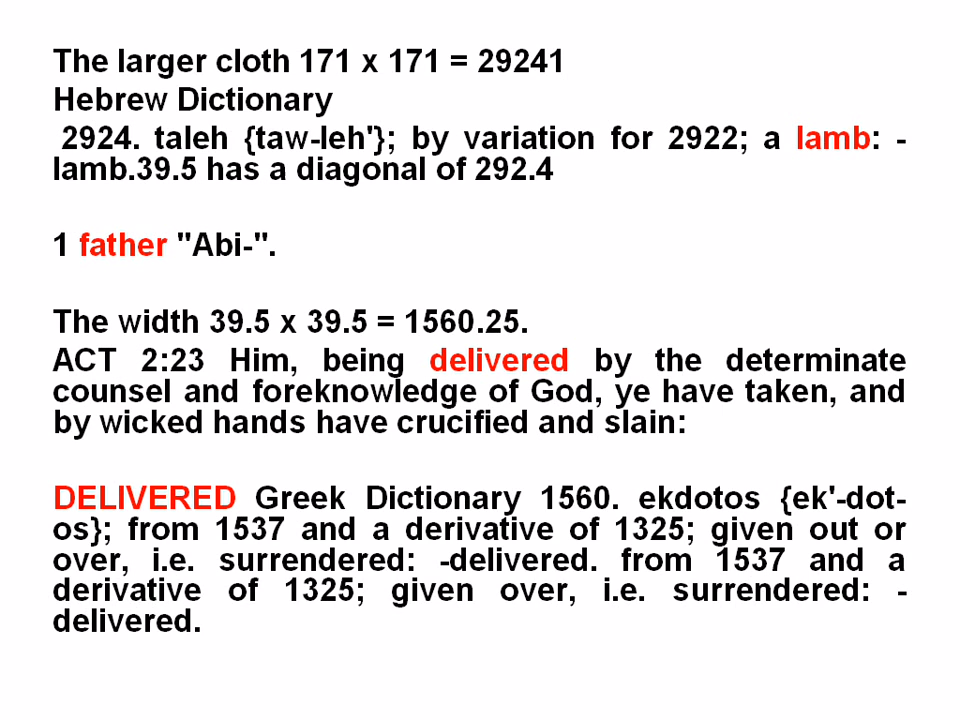 The larger cloth 171 x 171 = 29241
Hebrew Dictionary
2924. taleh {taw-leh'}; by variation for 2922; a lamb: -
lamb.39.5 has a diagonal of 292.4
1 father "Abi-".
The width 39.5 x 39.5 = 1560.25.
ACT 2:23 Him, being delivered by the determinate
counsel and foreknowledge of God, ye have taken, and
by wicked hands have crucified and slain:
DELIVERED Greek Dictionary 1560. ekdotos {ek'-dot-
os}; from 1537 and a derivative of 1325; given out or
over, i.e. surrendered: -delivered. from 1537 and a
derivative of 1325; given over, i.e. surrendered: -
delivered.